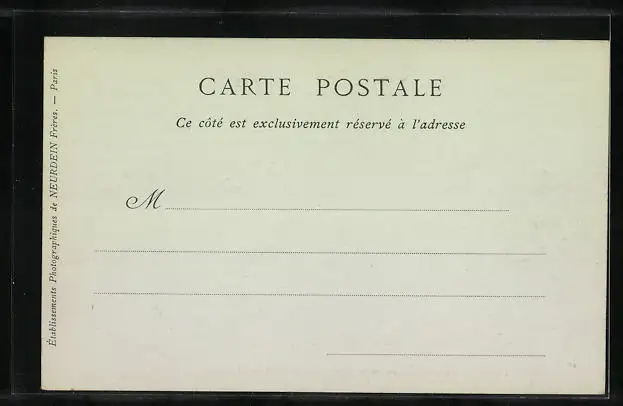 CARTE POSTALE
Ce côté est exclusivement réservé à l'adresse
M
Établissements Photographiques de NEURDEIN Frères. — Paris